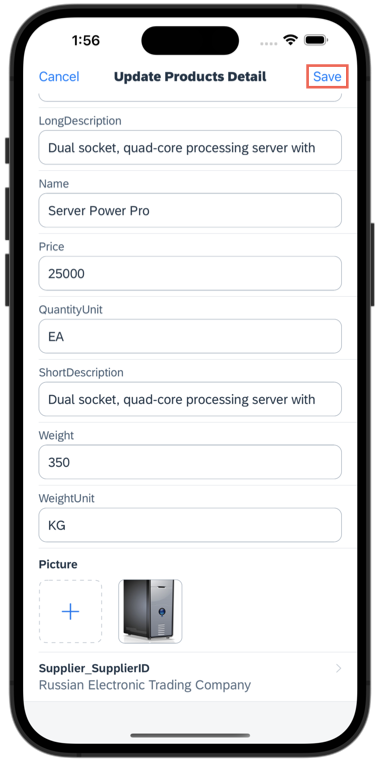 1:56
Cancel
Update Products Detail
Save
LongDescription
Dual socket, quad-core processing server with
Name
Server Power Pro
Price
25000
QuantityUnit
EA
ShortDescription
Dual socket, quad-core processing server with
Weight
350
WeightUnit
KG
Picture
Supplier_SupplierID
Russian Electronic Trading Company